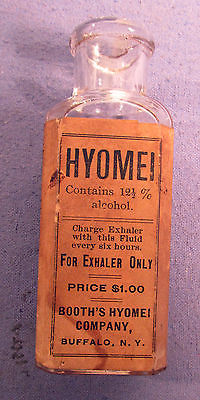 HYOMEI
Contains 12½ %
alcohol.
Charge Exhaler
with this Fluid
every six hours.
FOR EXHALER ONLY
PRICE $1.00
BOOTH'S HYOMEI
COMPANY,
BUFFALO, N. Y.